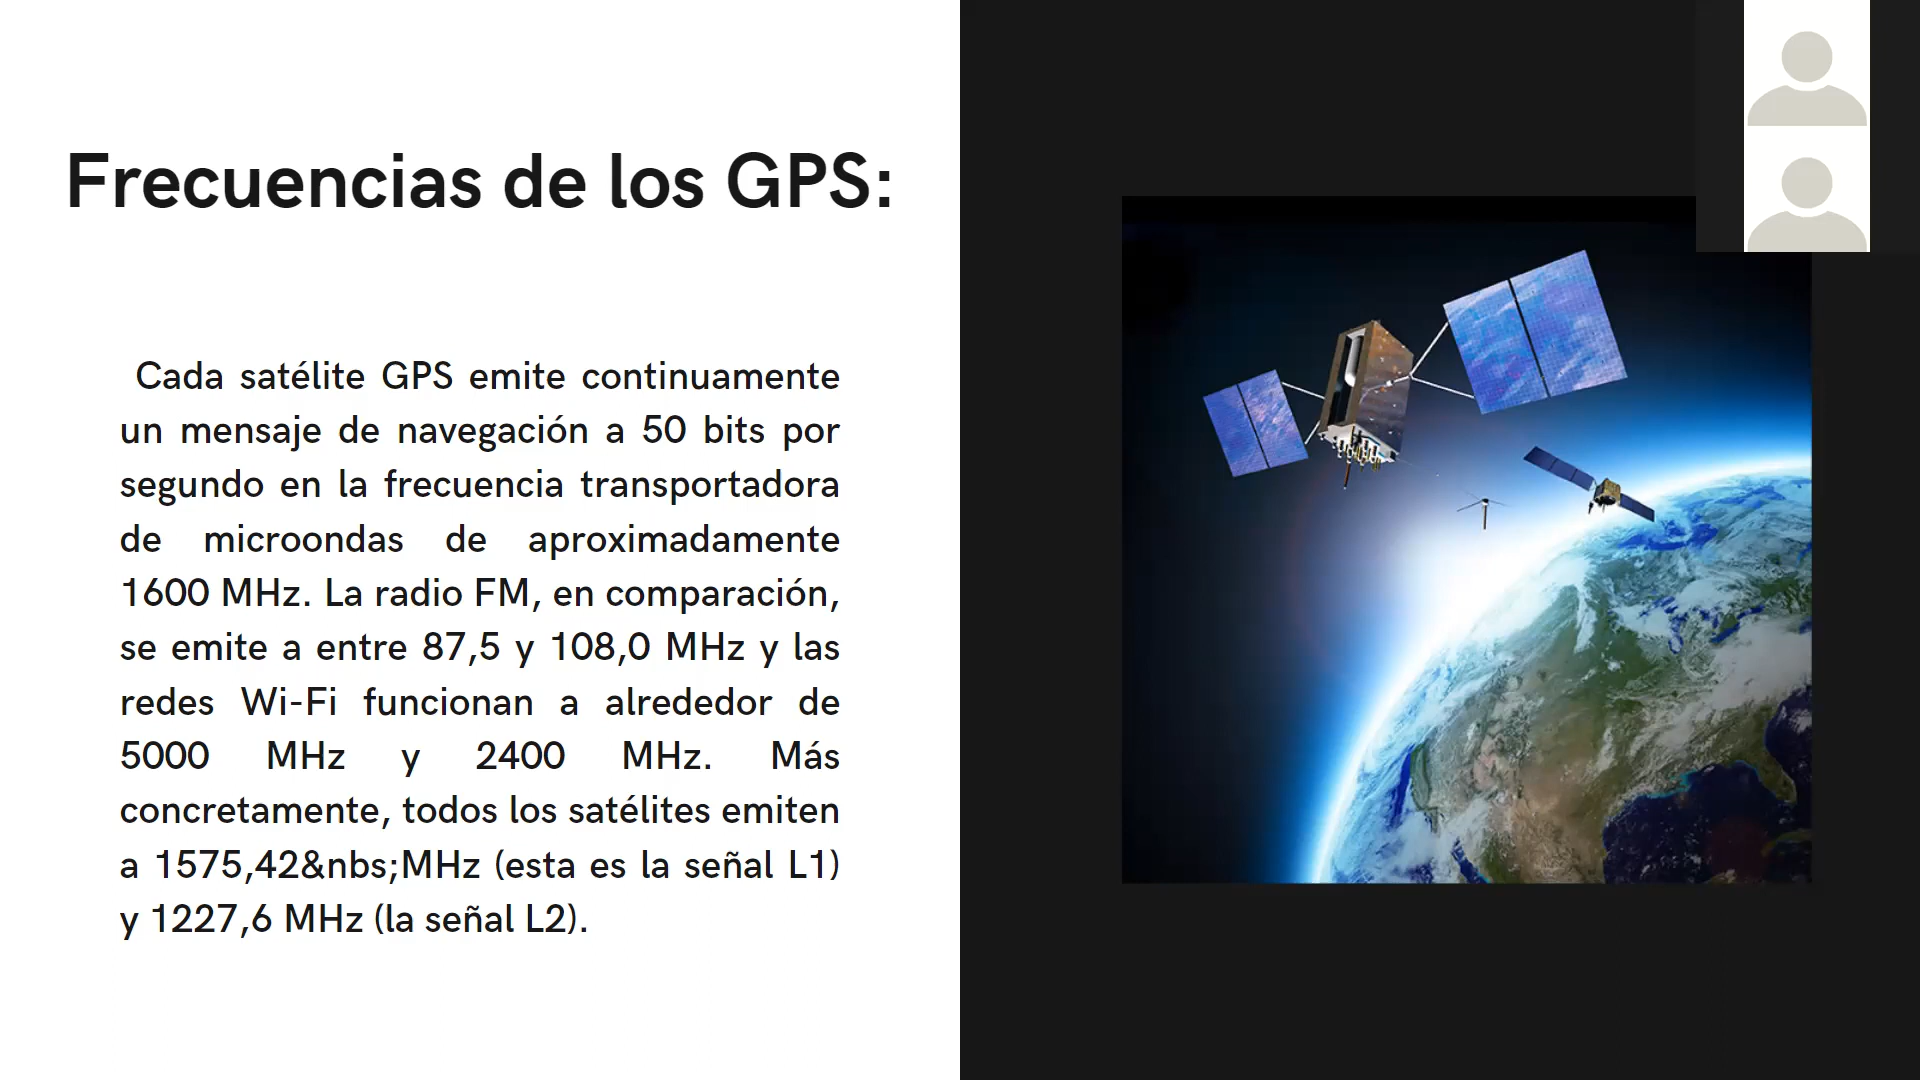 Frecuencias de los GPS:
Cada satélite GPS emite continuamente
un mensaje de navegación a 50 bits por
segundo en la frecuencia transportadora
de microondas de aproximadamente
1600 MHz. La radio FM, en comparación,
se emite a entre 87,5 y 108,0 MHz y las
redes Wi-Fi funcionan a alrededor de
5000 MHz y 2400 MHz. Más
concretamente, todos los satélites emiten
a 1575,42&nbs;MHz (esta es la señal L1)
y 1227,6 MHz (la señal L2).